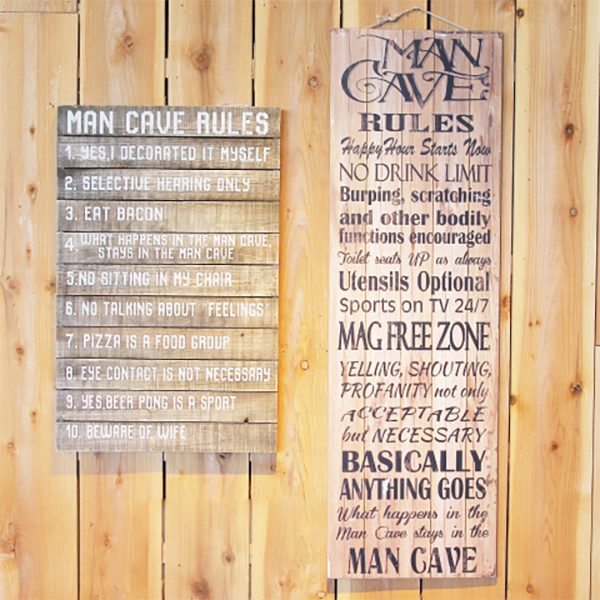 MAN CAVE RULES
1. YES,I DECORATED IT MYSELF
2. SELECTIVE HEARING ONLY
3. EAT BACON
4. WHAT HAPPENS IN THE MAN CAVE,
STAYS IN THE MAN CAVE
5.NO SITTING IN MY CHAIR
6. NO TALKING ABOUT "FEELINGS"
7. PIZZA IS A FOOD GROUP
8. EYE CONTACT IS NOT NECESSARY
9. YES,BEER PONG IS A SPORT
10. BEWARE OF WIFE
MAN
CAVE:
RULES
Happy Hour Starts Now
NO DRINK LIMIT
Burping, scratching
and other bodily
functions encouraged
Toilet seats UP as always
Utensils Optional
Sports on TV 24/7
MAG FREE ZONE
YELLING, SHOUTING,
PROFANITY not only
ACCEPTABLE
but NECESSARY
BASICALLY
ANYTHING GOES
What happens in the
Man Cave stays in the
MAN CAVE